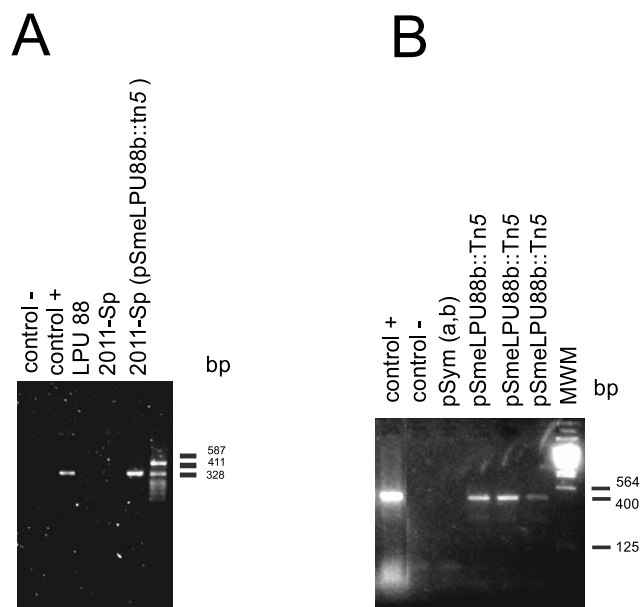 A
control -
control +
LPU 88
2011-Sp
2011-Sp (pSmeLPU88b::tn5 )
bp
587
411
328
B
control +
control -
pSym (a,b)
pSmeLPU88b::Tn5
pSmeLPU88b::Tn5
pSmeLPU88b::Tn5
MWM
bp
564
400
125